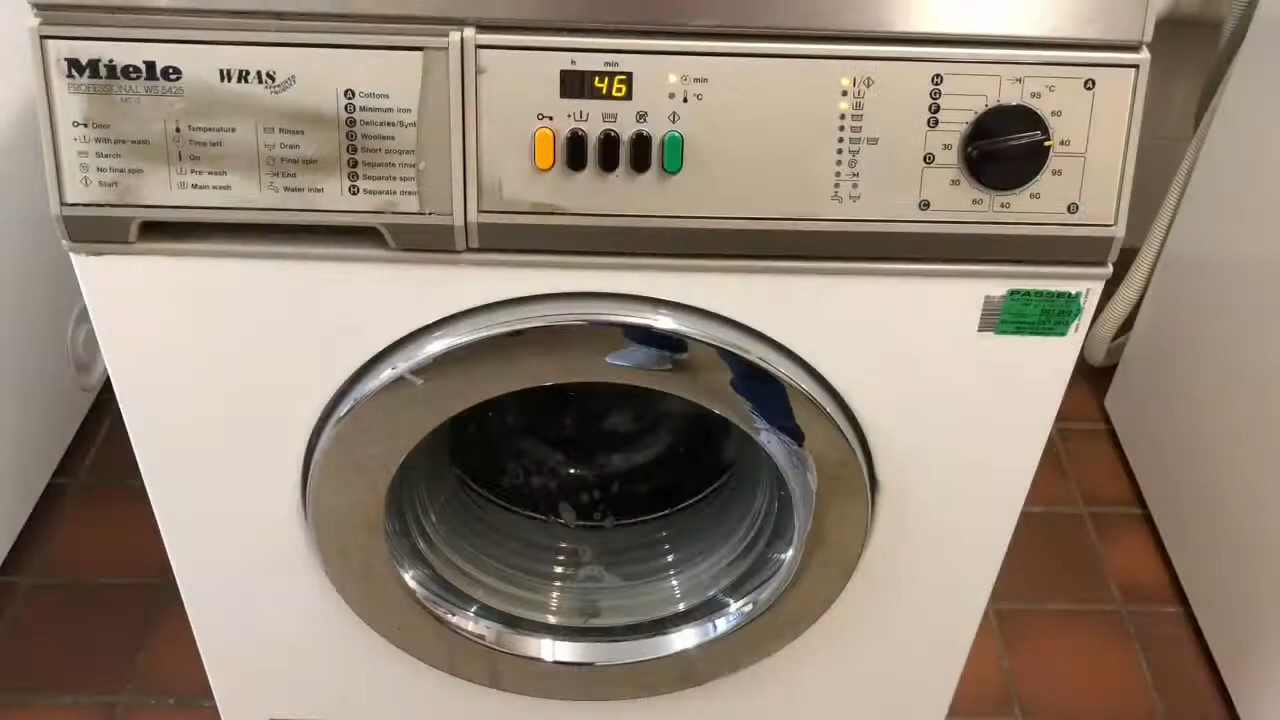 Miele
PROFESSIONAL WS 5425
MC 13
WRAS
APPROVED
PRODUCT
Door
With pre-wash
Starch
No final spin
Start
Temperature
Time left
On
Pre-wash
Main wash
Rinses
Drain
Final spin
End
Water inlet
A Cottons
B Minimum iron
C Delicates/Synt
D Woollens
E Short program
F Separate rinse
G Separate spin
H Separate drain
h min
46
min
°C
H
G
F
E
D
C
A
B
°C
95
60
40
95
60
40
60
30
30
PASSED